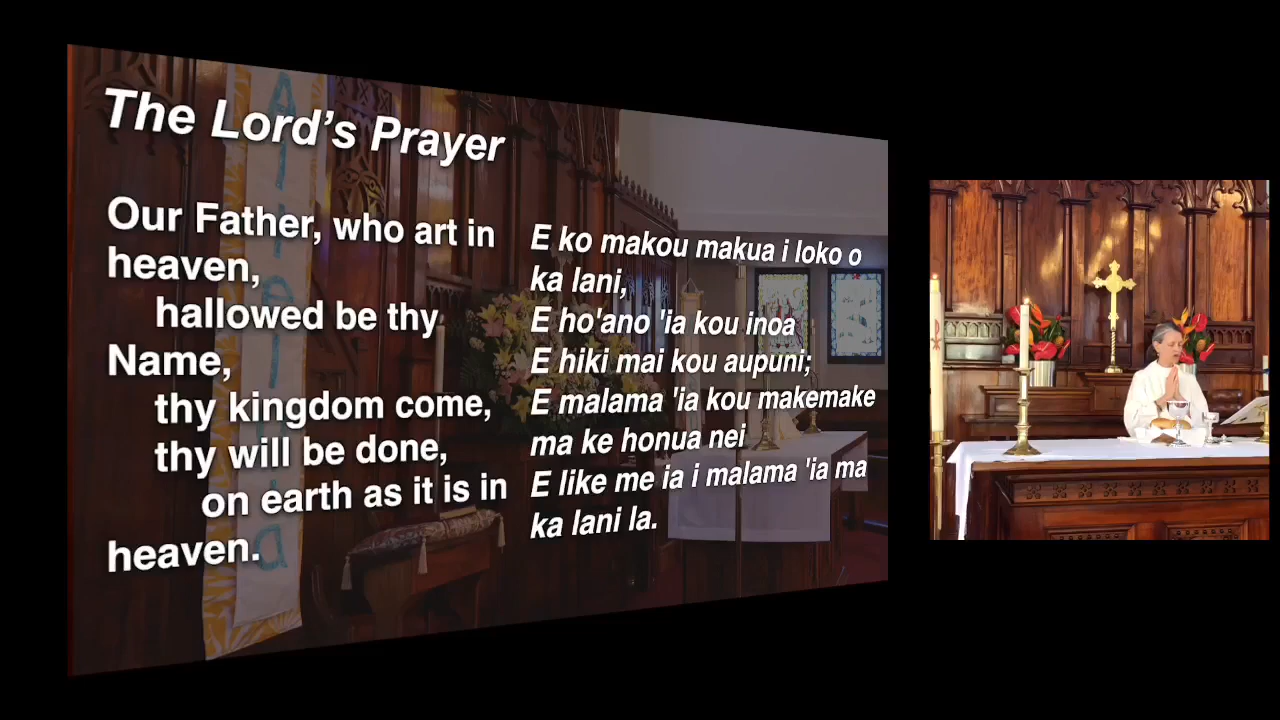 The Lord's Prayer
Our Father, who art in
heaven,
hallowed be thy
Name,
thy kingdom come,
thy will be done,
on earth as it is in
heaven.
E ko makou makua i loko o
ka lani,
E ho'ano 'ia kou inoa
E hiki mai kou aupuni;
E malama 'ia kou makemake
ma ke honua nei
E like me ia i malama 'ia ma
ka lani la.